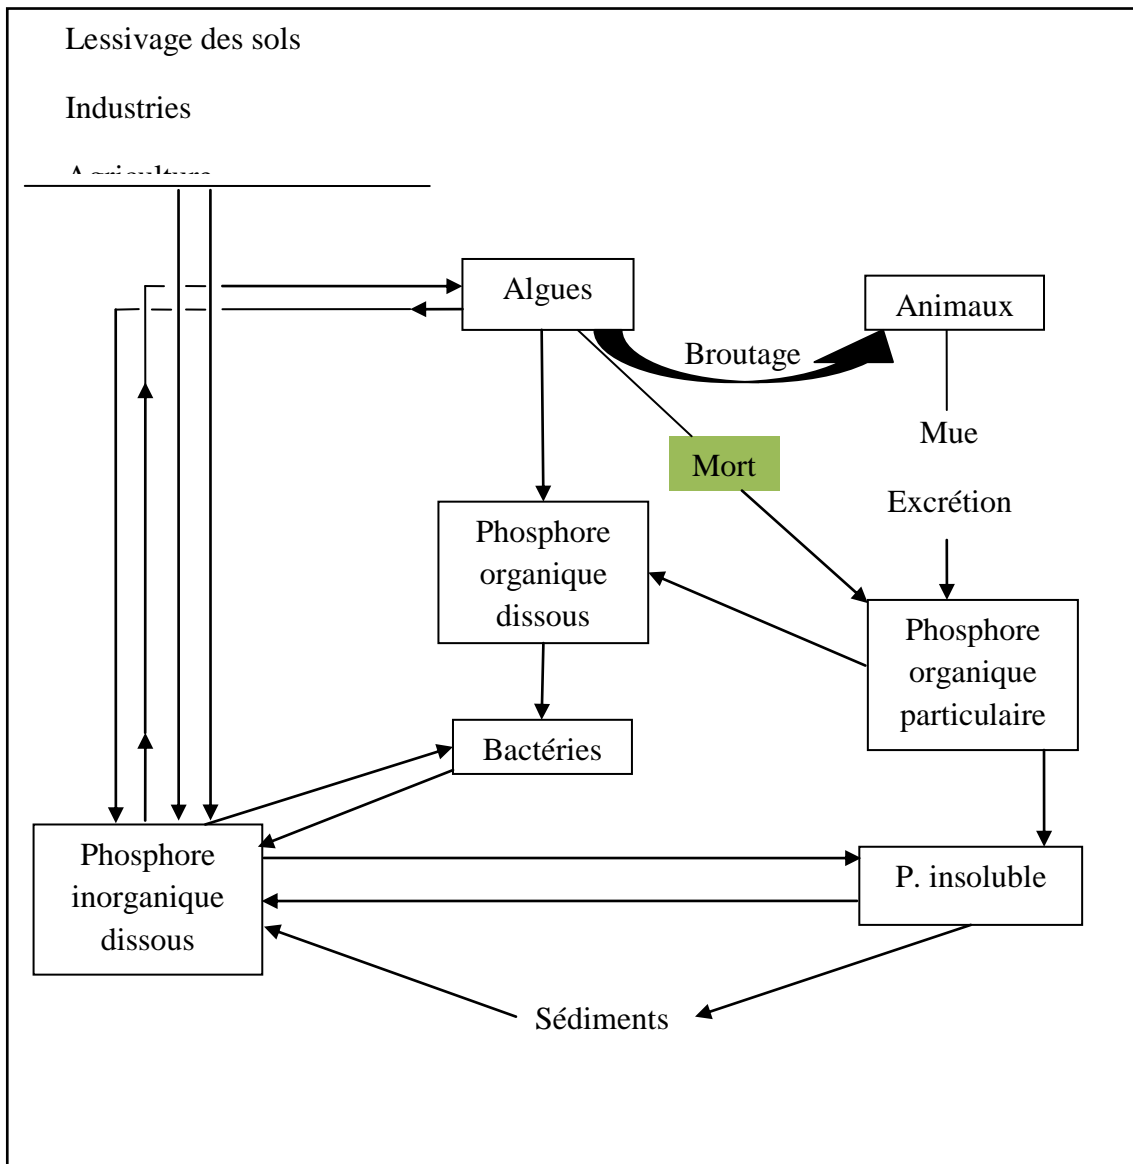 Lessivage des sols
Industries
Agriculture
Algues
Animaux
Broutage
Mue
Mort
Excrétion
Phosphore
organique
dissous
Phosphore
organique
particulaire
Bactéries
Phosphore
inorganique
dissous
P. insoluble
Sédiments